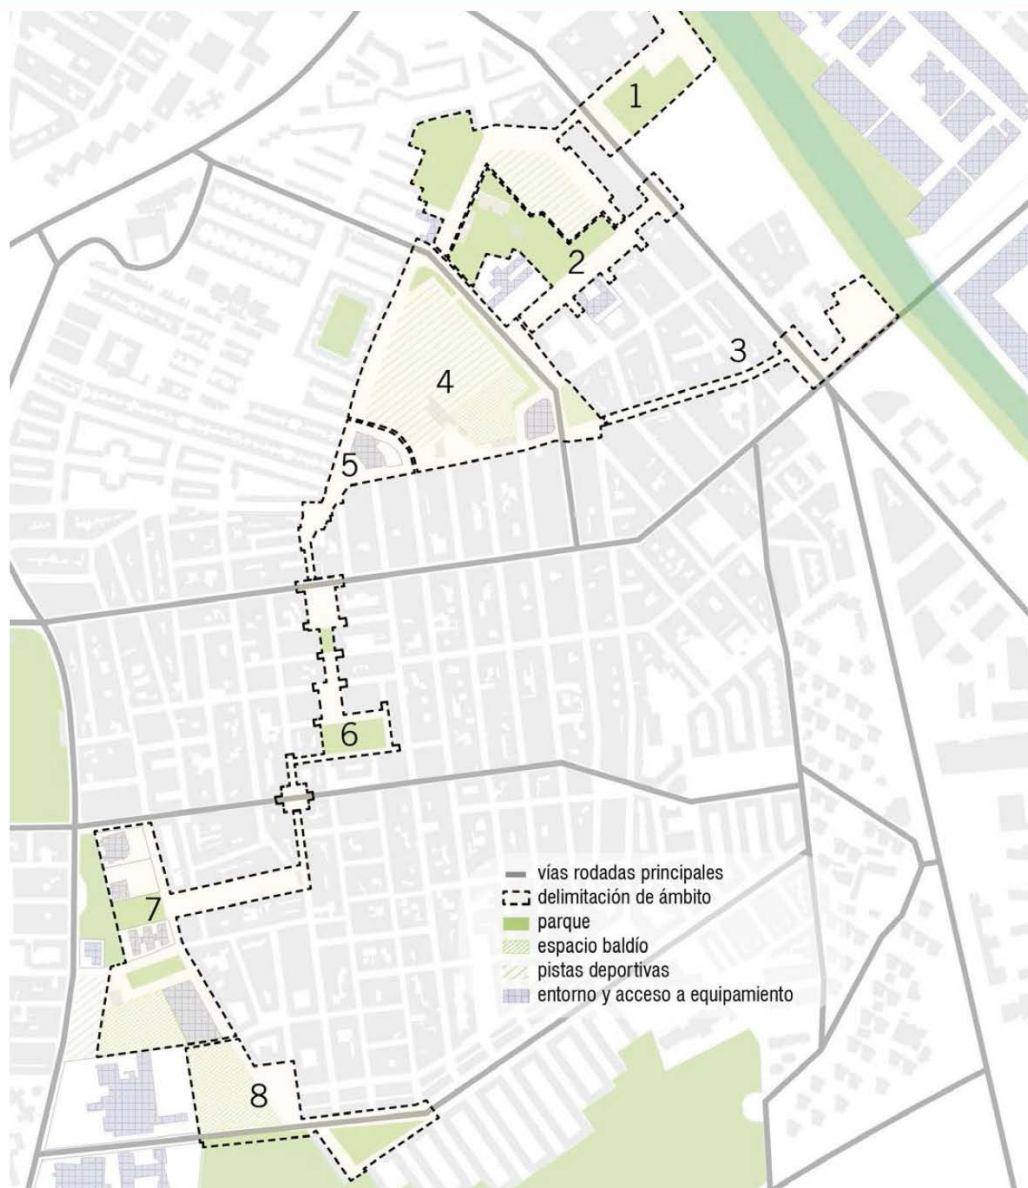 1
2
3
4
5
6
7
8
vías rodadas principales
delimitación de ámbito
parque
espacio baldío
pistas deportivas
entorno y acceso a equipamiento